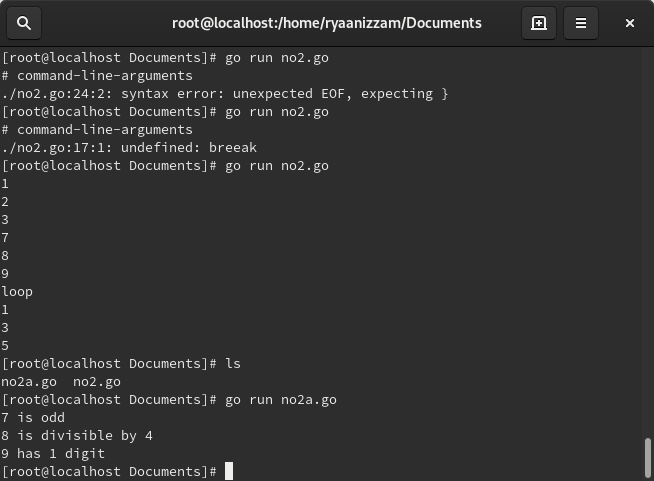 root@localhost:/home/ryaanizzam/Documents
[root@localhost Documents]# go run no2.go
# command-line-arguments
./no2.go:24:2: syntax error: unexpected EOF, expecting }
[root@localhost Documents]# go run no2.go
# command-line-arguments
./no2.go:17:1: undefined: breeak
[root@localhost Documents]# go run no2.go
1
2
3
7
8
9
loop
1
3
5
[root@localhost Documents]# ls
no2a.go  no2.go
[root@localhost Documents]# go run no2a.go
7 is odd
8 is divisible by 4
9 has 1 digit
[root@localhost Documents]#